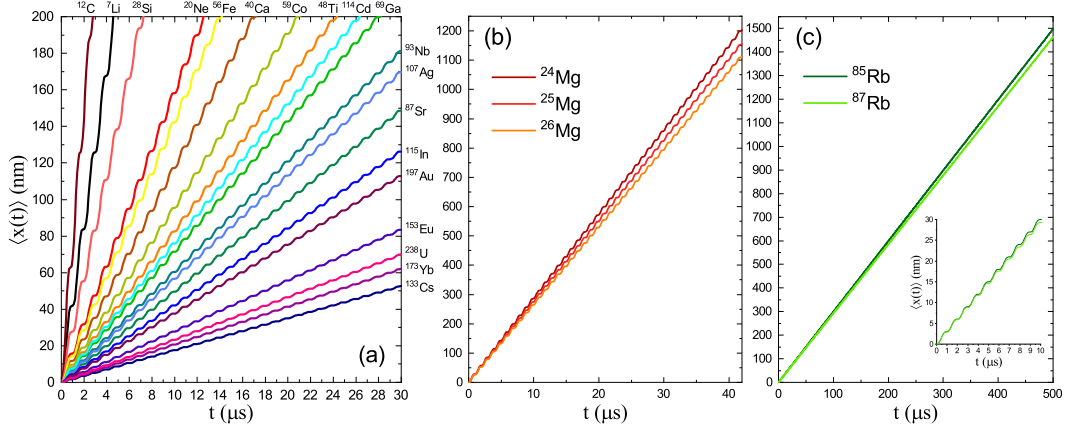 ¹²C ⁷Li ²⁸Si ²⁰Ne ⁵⁶Fe ⁴⁰Ca ⁵⁹Co ⁴⁸Ti ¹¹⁴Cd ⁶⁹Ga
⁹³Nb
¹⁰⁷Ag
⁸⁷Sr
¹¹⁵In
¹⁹⁷Au
¹⁵³Eu
²³⁸U
¹⁷³Yb
¹³³Cs
200
180
160
140
120
100
80
60
40
20
0
⟨x(t)⟩ (nm)
(a)
0 2 4 6 8 10 12 14 16 18 20 22 24 26 28 30
t (μs)
(b)
²⁴Mg
²⁵Mg
²⁶Mg
1200
1100
1000
900
800
700
600
500
400
300
200
100
0
0 10 20 30 40
t (μs)
(c)
⁸⁵Rb
⁸⁷Rb
1500
1400
1300
1200
1100
1000
900
800
700
600
500
400
300
200
100
0
0 100 200 300 400 500
t (μs)
30
25
20
15
10
5
0
⟨x(t)⟩ (nm)
0 1 2 3 4 5 6 7 8 9 10
t (μs)